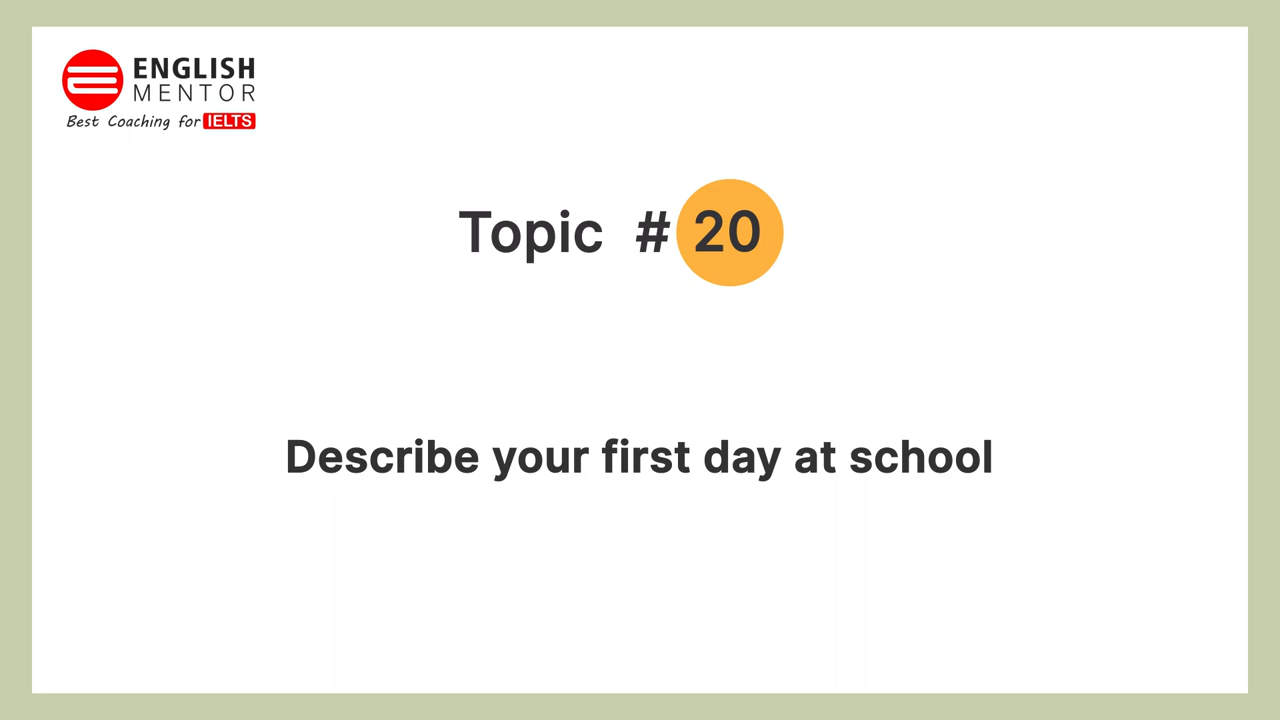 ENGLISH
MENTOR
Best Coaching for IELTS
Topic # 20
Describe your first day at school